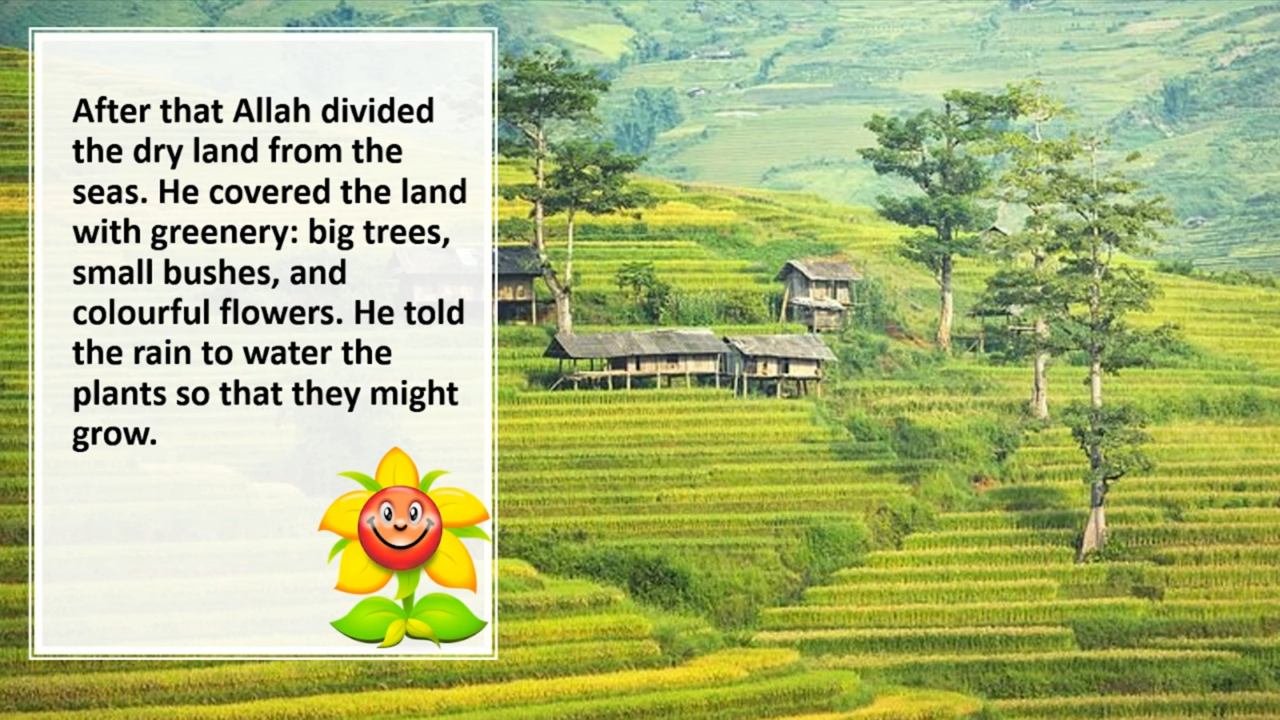 After that Allah divided
the dry land from the
seas. He covered the land
with greenery: big trees,
small bushes, and
colourful flowers. He told
the rain to water the
plants so that they might
grow.